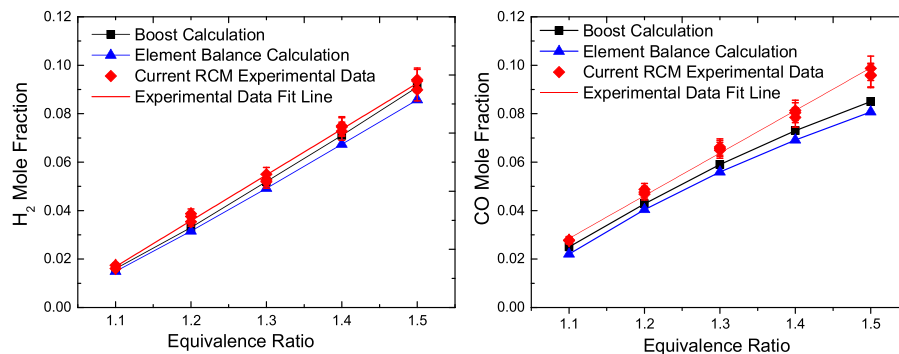 0.12
0.10
0.08
0.06
0.04
0.02
0.00
H2 Mole Fraction
Boost Calculation
Element Balance Calculation
Current RCM Experimental Data
Experimental Data Fit Line
1.1 1.2 1.3 1.4 1.5
Equivalence Ratio
0.12
0.10
0.08
0.06
0.04
0.02
0.00
CO Mole Fraction
Boost Calculation
Element Balance Calculation
Current RCM Experimental Data
Experimental Data Fit Line
1.1 1.2 1.3 1.4 1.5
Equivalence Ratio